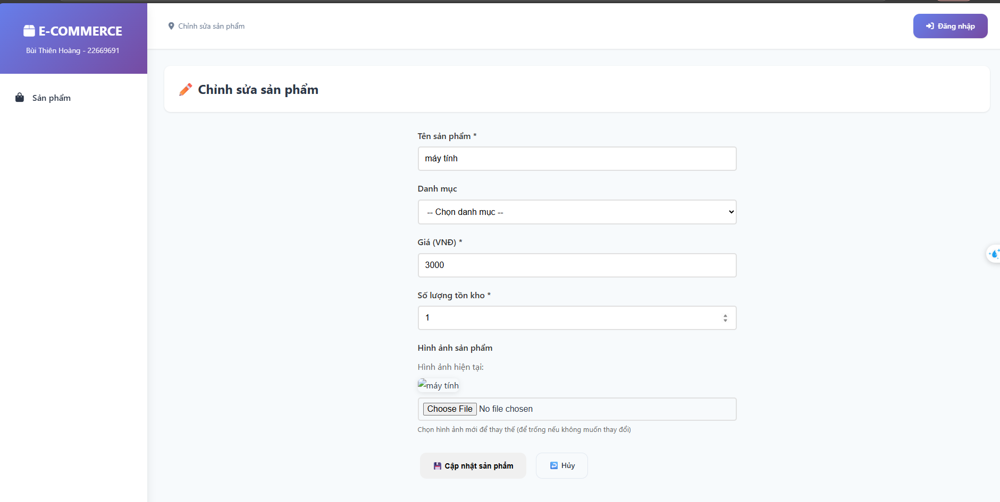 E-COMMERCE
Bùi Thiên Hoàng - 22669691
Sản phẩm
Chỉnh sửa sản phẩm
Đăng nhập
Chỉnh sửa sản phẩm
Tên sản phẩm *
máy tính
Danh mục
-- Chọn danh mục --
Giá (VNĐ) *
3000
Số lượng tồn kho *
1
Hình ảnh sản phẩm
Hình ảnh hiện tại:
máy tính
Choose File No file chosen
Chọn hình ảnh mới để thay thế (để trống nếu không muốn thay đổi)
Cập nhật sản phẩm
Hủy